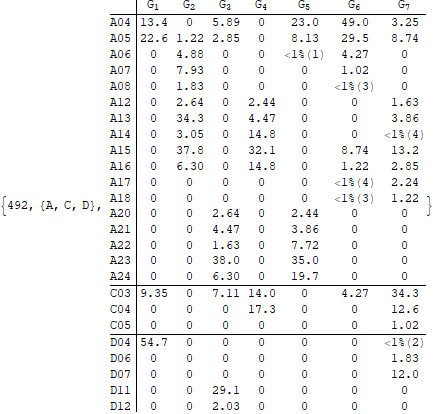 G1 G2 G3 G4 G5 G6 G7
A04 13.4 0 5.89 0 23.0 49.0 3.25
A05 22.6 1.22 2.85 0 8.13 29.5 8.74
A06 0 4.88 0 0 <1%(1) 4.27 0
A07 0 7.93 0 0 0 1.02 0
A08 0 1.83 0 0 0 <1%(3) 0
A12 0 2.64 0 2.44 0 0 1.63
A13 0 34.3 0 4.47 0 0 3.86
A14 0 3.05 0 14.8 0 0 <1%(4)
A15 0 37.8 0 32.1 0 8.74 13.2
A16 0 6.30 0 14.8 0 1.22 2.85
A17 0 0 0 0 0 <1%(4) 2.24
A18 0 0 0 0 0 <1%(3) 1.22
{492, {A, C, D}, }
A20 0 0 2.64 0 2.44 0 0
A21 0 0 4.47 0 3.86 0 0
A22 0 0 1.63 0 7.72 0 0
A23 0 0 38.0 0 35.0 0 0
A24 0 0 6.30 0 19.7 0 0
C03 9.35 0 7.11 14.0 0 4.27 34.3
C04 0 0 0 17.3 0 0 12.6
C05 0 0 0 0 0 0 1.02
D04 54.7 0 0 0 0 0 <1%(2)
D06 0 0 0 0 0 0 1.83
D07 0 0 0 0 0 0 12.0
D11 0 0 29.1 0 0 0 0
D12 0 0 2.03 0 0 0 0